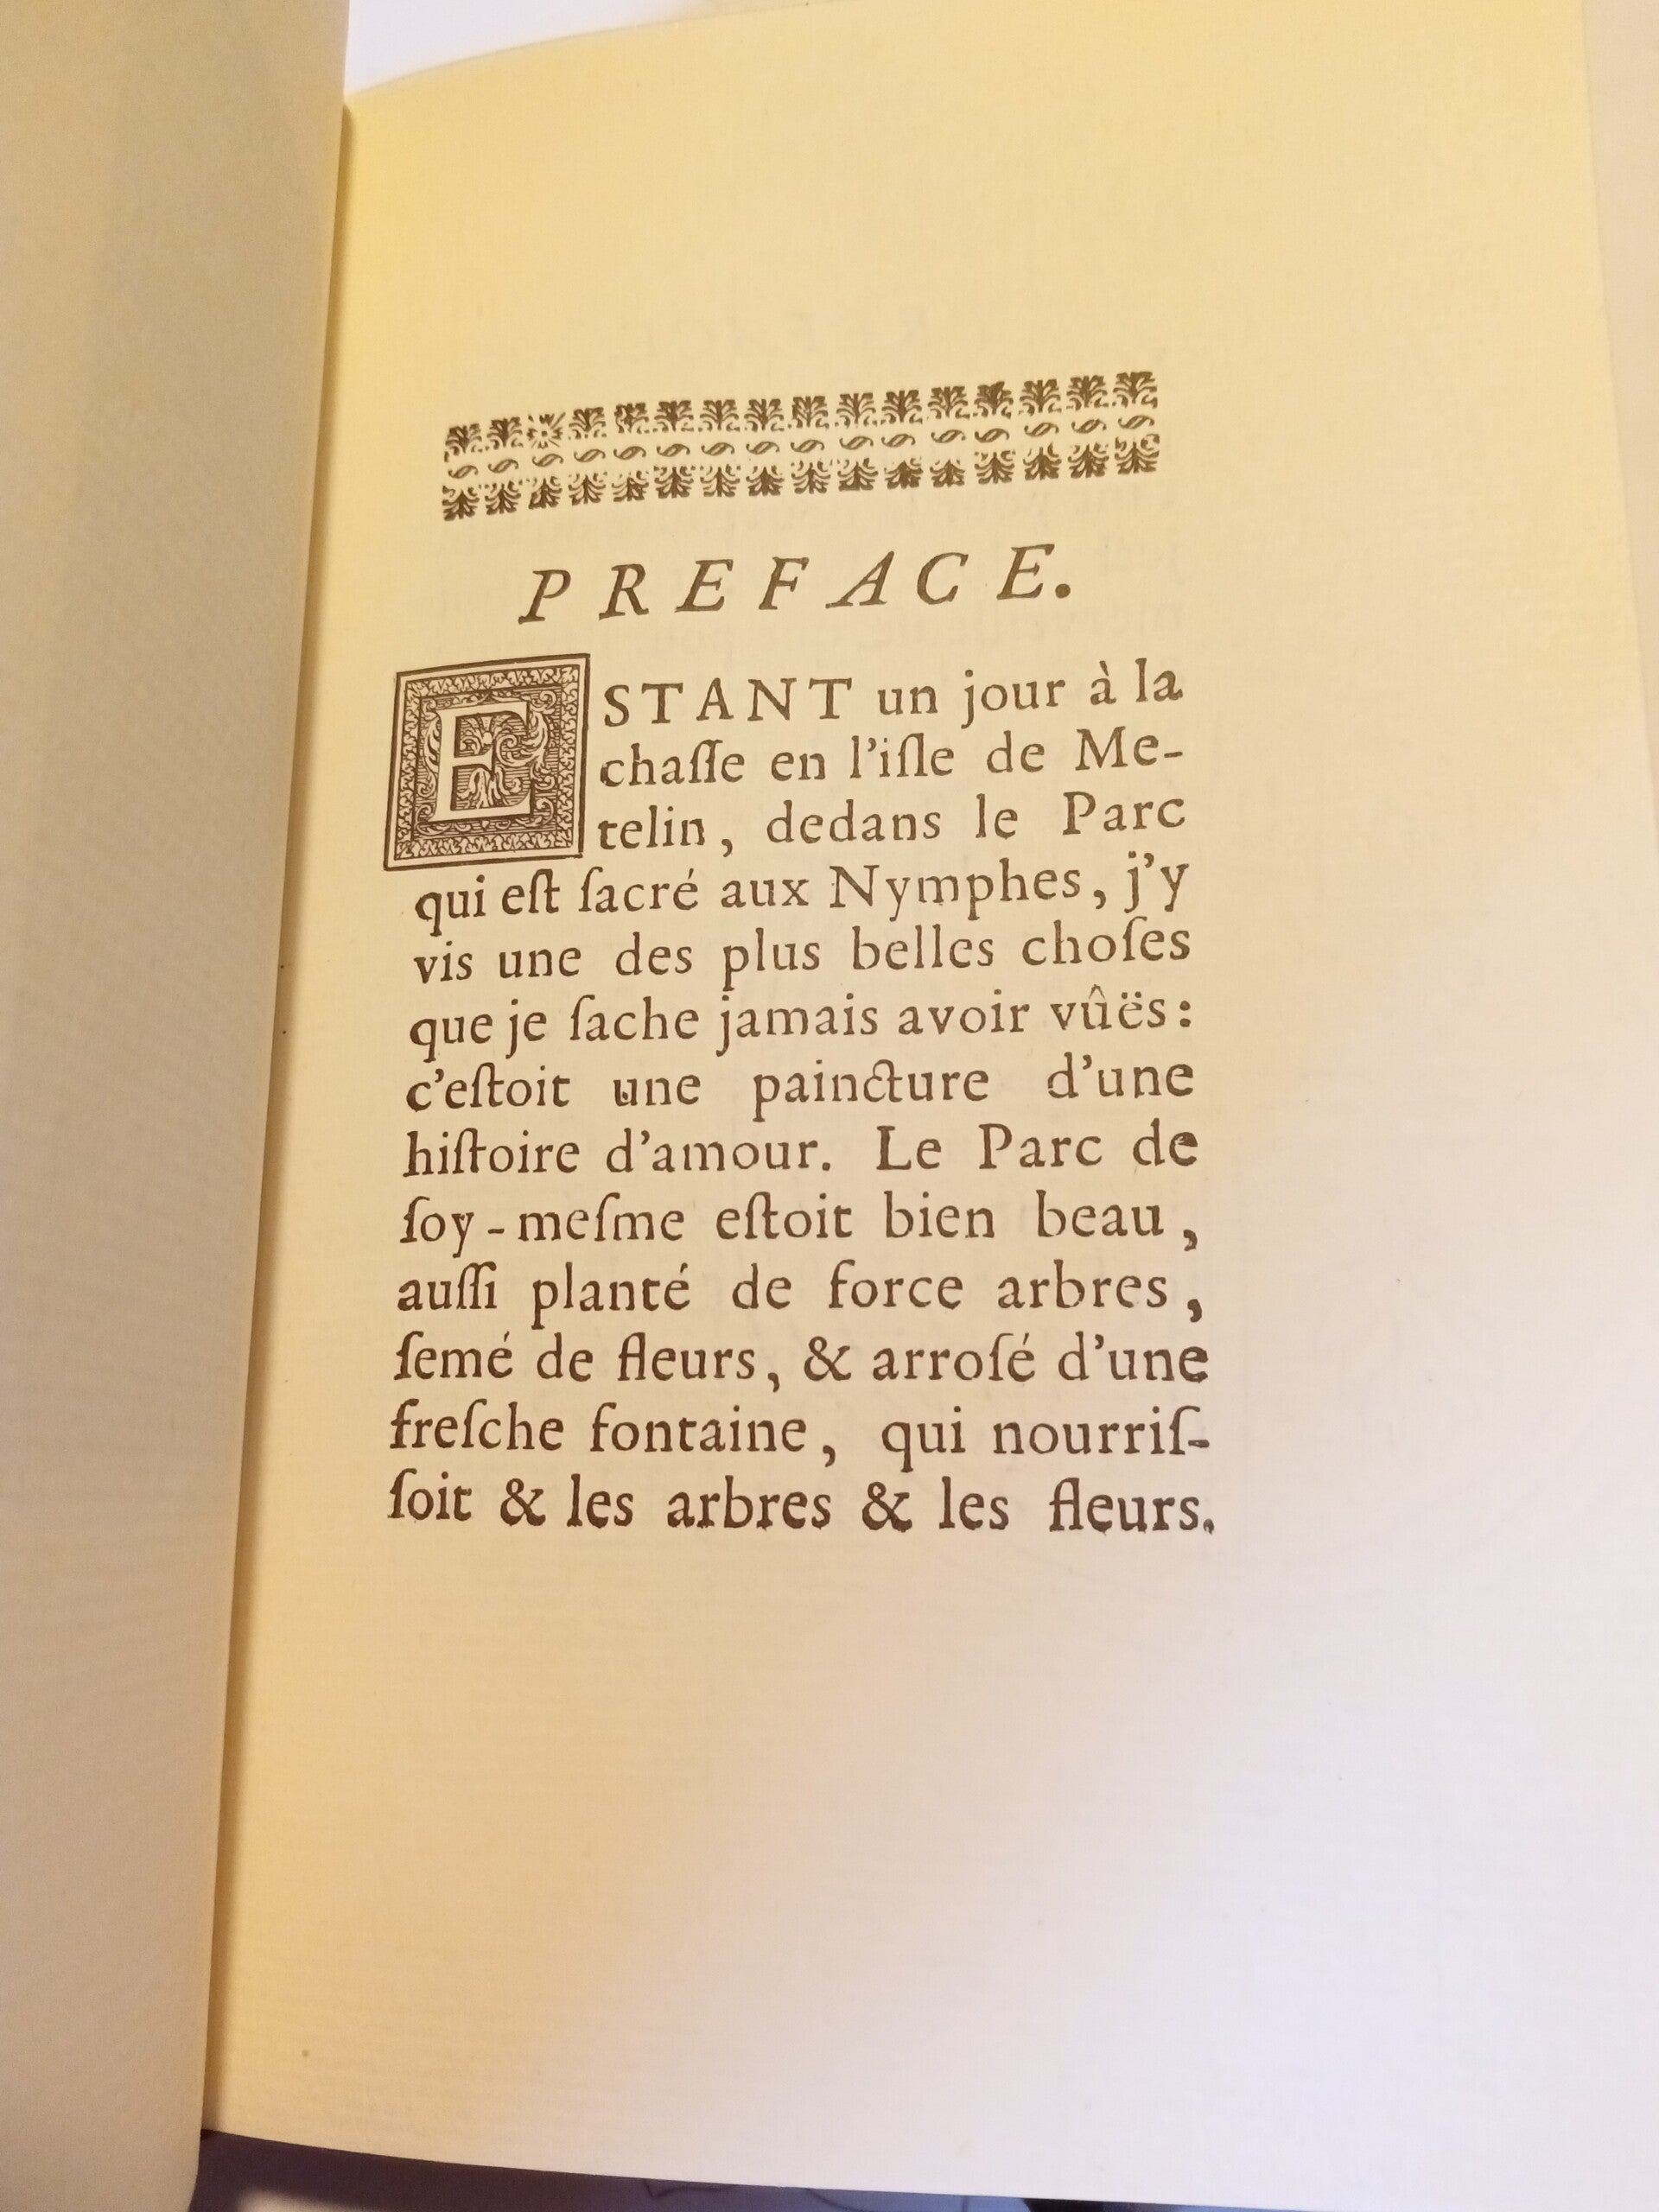 PREFACE.
ESTANT un jour à la
chaſſe en l'iſle de Me-
telin, dedans le Parc
qui eſt ſacré aux Nymphes, j'y
vis une des plus belles choſes
que je ſache jamais avoir vûës:
c'eſtoit une paincture d'une
hiſtoire d'amour. Le Parc de
ſoy-meſme eſtoit bien beau,
auſſi planté de force arbres,
ſemé de fleurs, & arroſé d'une
freſche fontaine, qui nourriſ-
ſoit & les arbres & les fleurs.